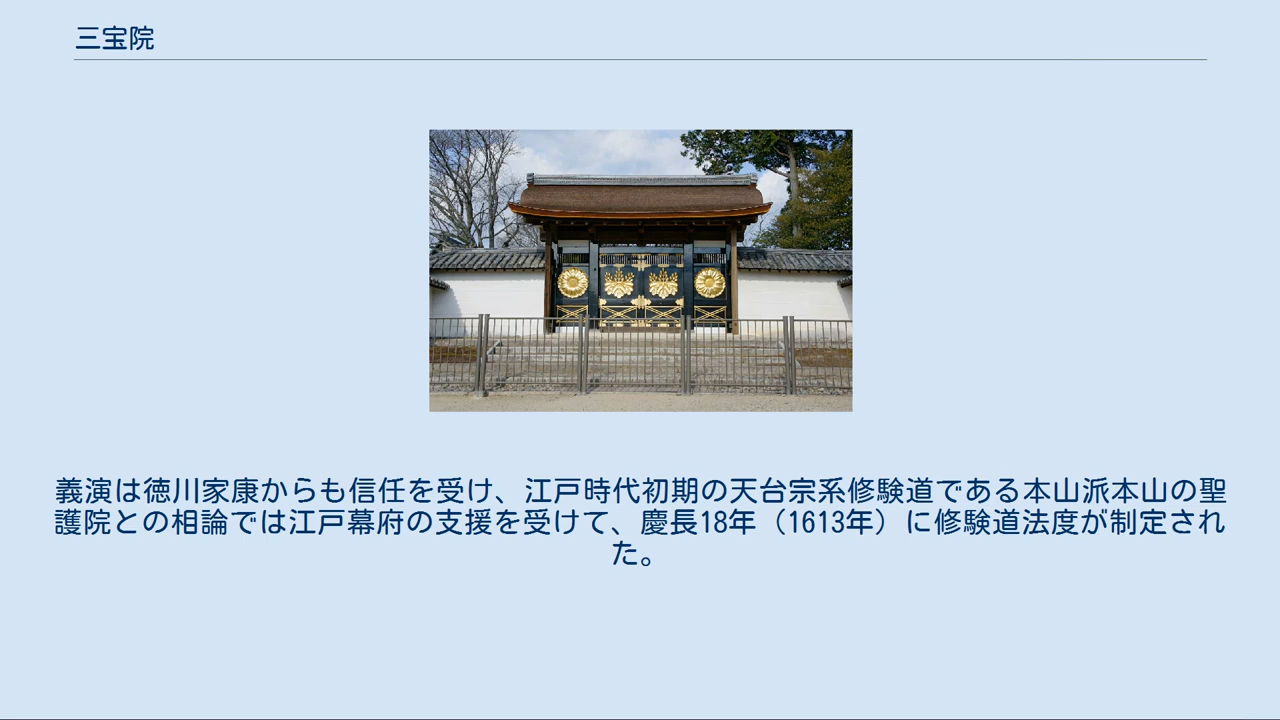 三宝院
義演は徳川家康からも信任を受け、江戸時代初期の天台宗系修験道である本山派本山の聖
護院との相論では江戸幕府の支援を受けて、慶長18年（1613年）に修験道法度が制定され
た。